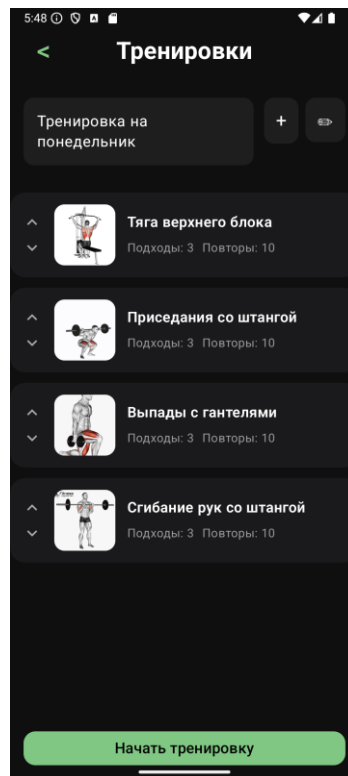 5:48
<
Тренировки
Тренировка на
понедельник
+
Тяга верхнего блока
Подходы: 3 Повторы: 10
Приседания со штангой
Подходы: 3 Повторы: 10
Выпады с гантелями
Подходы: 3 Повторы: 10
Сгибание рук со штангой
Подходы: 3 Повторы: 10
Начать тренировку